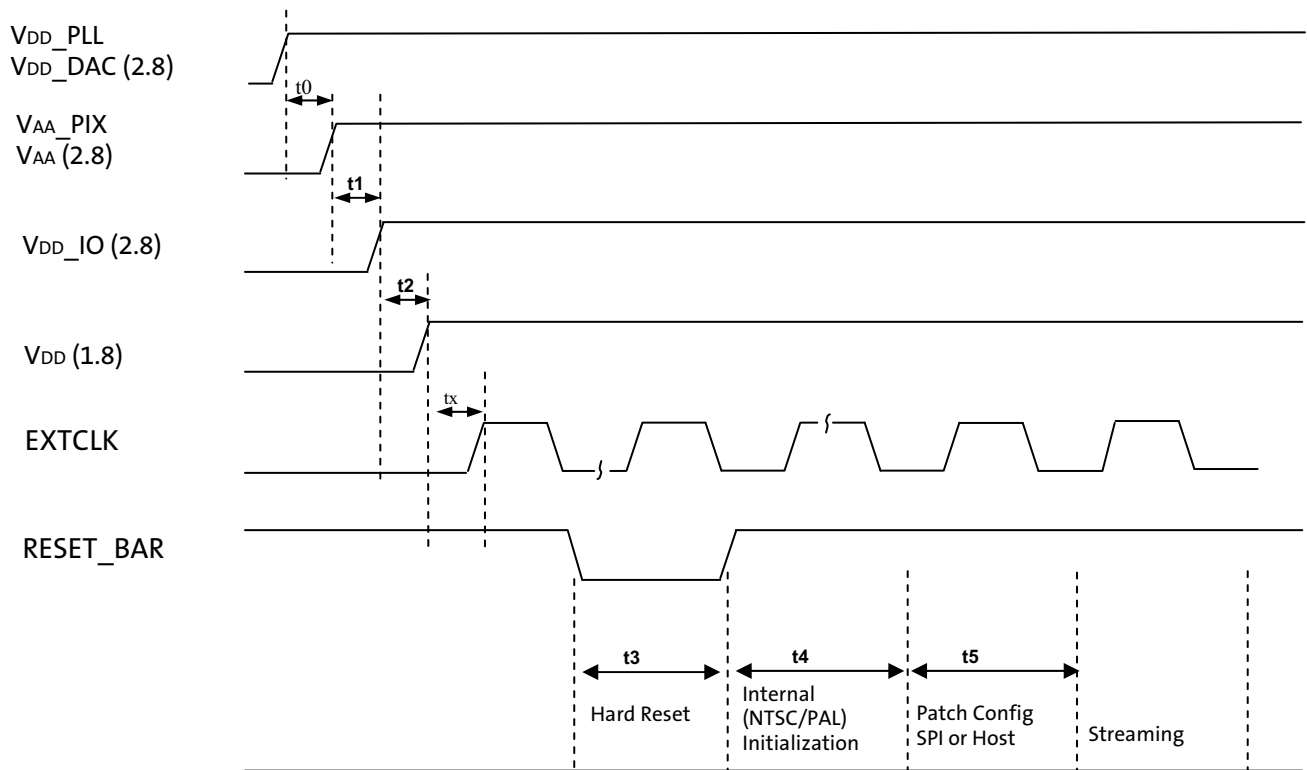 VDD_PLL
VDD_DAC (2.8)
t0
VAA_PIX
VAA (2.8)
t1
VDD_IO (2.8)
t2
VDD (1.8)
tx
EXTCLK
RESET_BAR
t3
t4
t5
Hard Reset
Internal
(NTSC/PAL)
Initialization
Patch Config
SPI or Host
Streaming